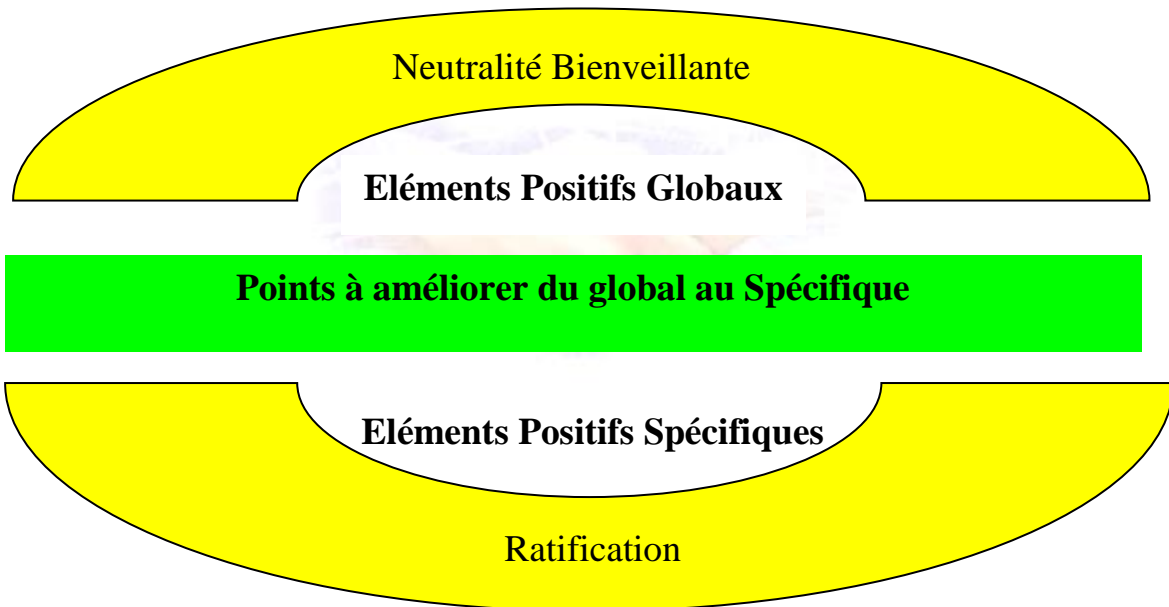 Neutralité Bienveillante
Eléments Positifs Globaux
Points à améliorer du global au Spécifique
Eléments Positifs Spécifiques
Ratification